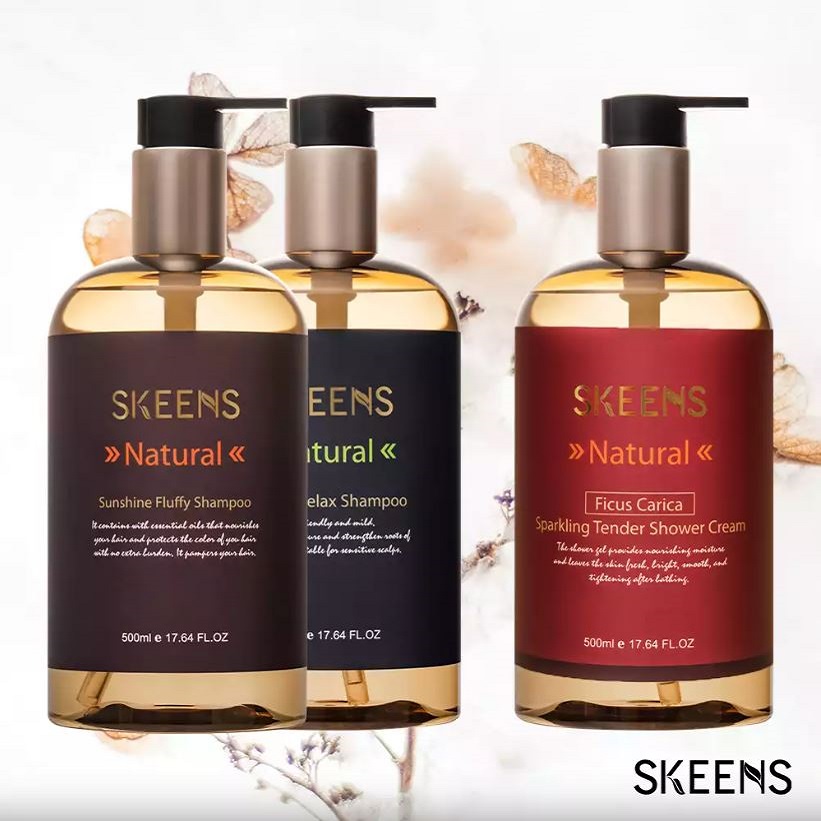 SKEENS
»Natural«
Sunshine Fluffy Shampoo
It contains with essential oils that nourishes
your hair and protects the color of you hair
with no extra burden. It pampers your hair.
500ml e 17.64 FL.OZ
EENS
tural «
elax Shampoo
endly and mild,
ure and strengthen roots of
table for sensitive scalps.
e 17.64 FL.OZ
SKEENS
»Natural«
Ficus Carica
Sparkling Tender Shower Cream
The shower gel provides nourishing moisture
and leaves the skin fresh, bright, smooth, and
tightening after bathing.
500ml e 17.64 FL.OZ
SKEENS